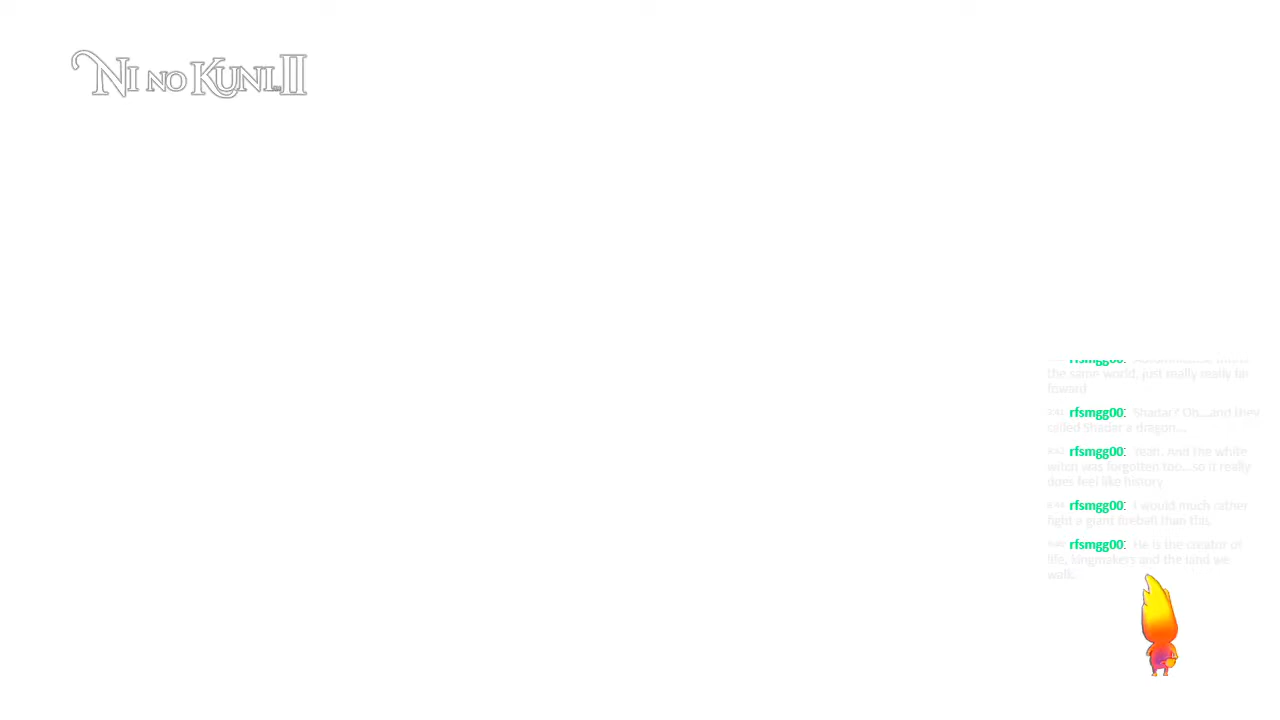 NI NO KUNI II
rfsmgg00:
the same world, just really really far
foward
rfsmgg00: Shadar? Oh...and they
called Shadar a dragon...
rfsmgg00: Yeah. And the white
witch was forgotten too...so it really
does feel like history
rfsmgg00: I would much rather
fight a giant fireball than this
rfsmgg00: He is the creator of
life, kingmakers and the land we
walk.